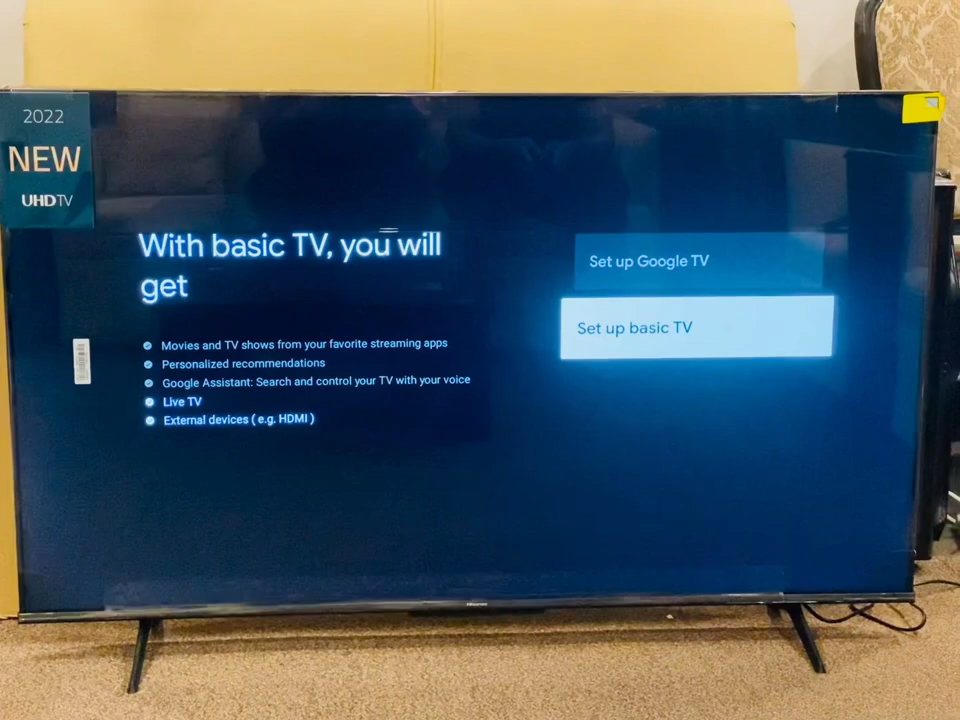 2022
NEW
UHDTV
With basic TV, you will
get
Movies and TV shows from your favorite streaming apps
Personalized recommendations
Google Assistant: Search and control your TV with your voice
Live TV
External devices ( e.g. HDMI )
Set up Google TV
Set up basic TV
Hisense